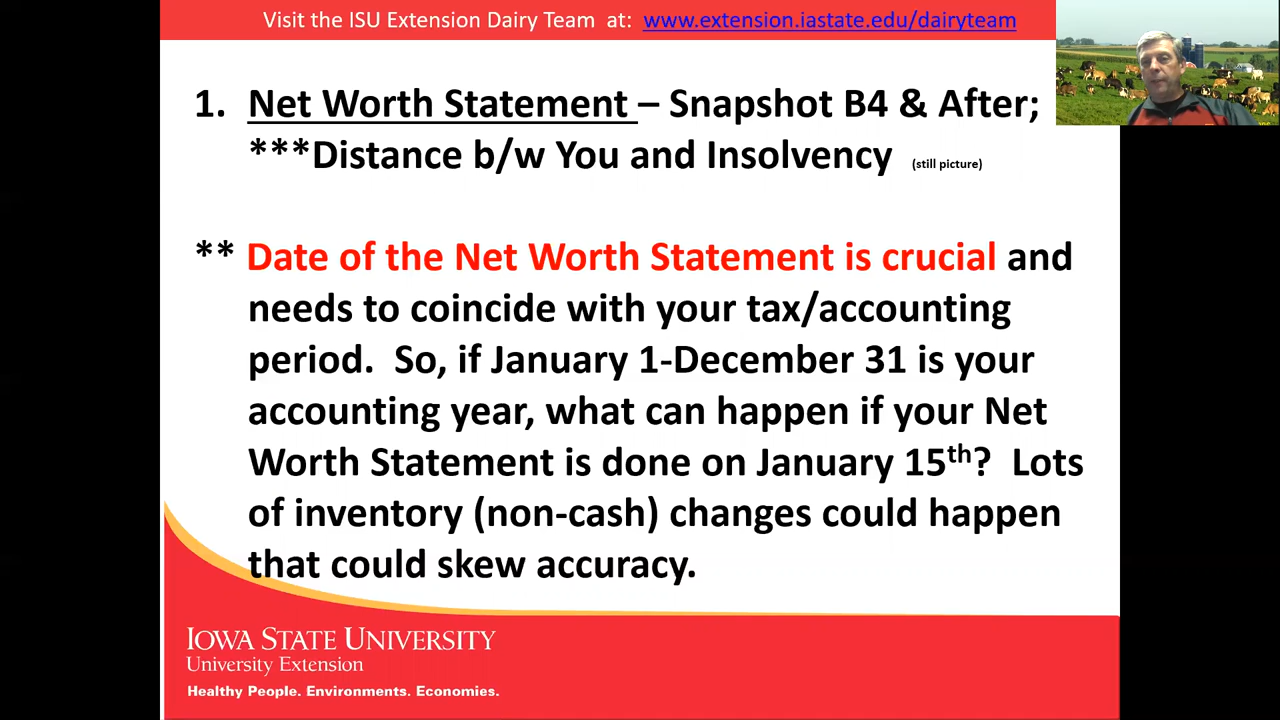 Visit the ISU Extension Dairy Team at: www.extension.iastate.edu/dairyteam
1. Net Worth Statement – Snapshot B4 & After;
***Distance b/w You and Insolvency (still picture)
** Date of the Net Worth Statement is crucial and
needs to coincide with your tax/accounting
period. So, if January 1-December 31 is your
accounting year, what can happen if your Net
Worth Statement is done on January 15th? Lots
of inventory (non-cash) changes could happen
that could skew accuracy.
IOWA STATE UNIVERSITY
University Extension
Healthy People. Environments. Economies.